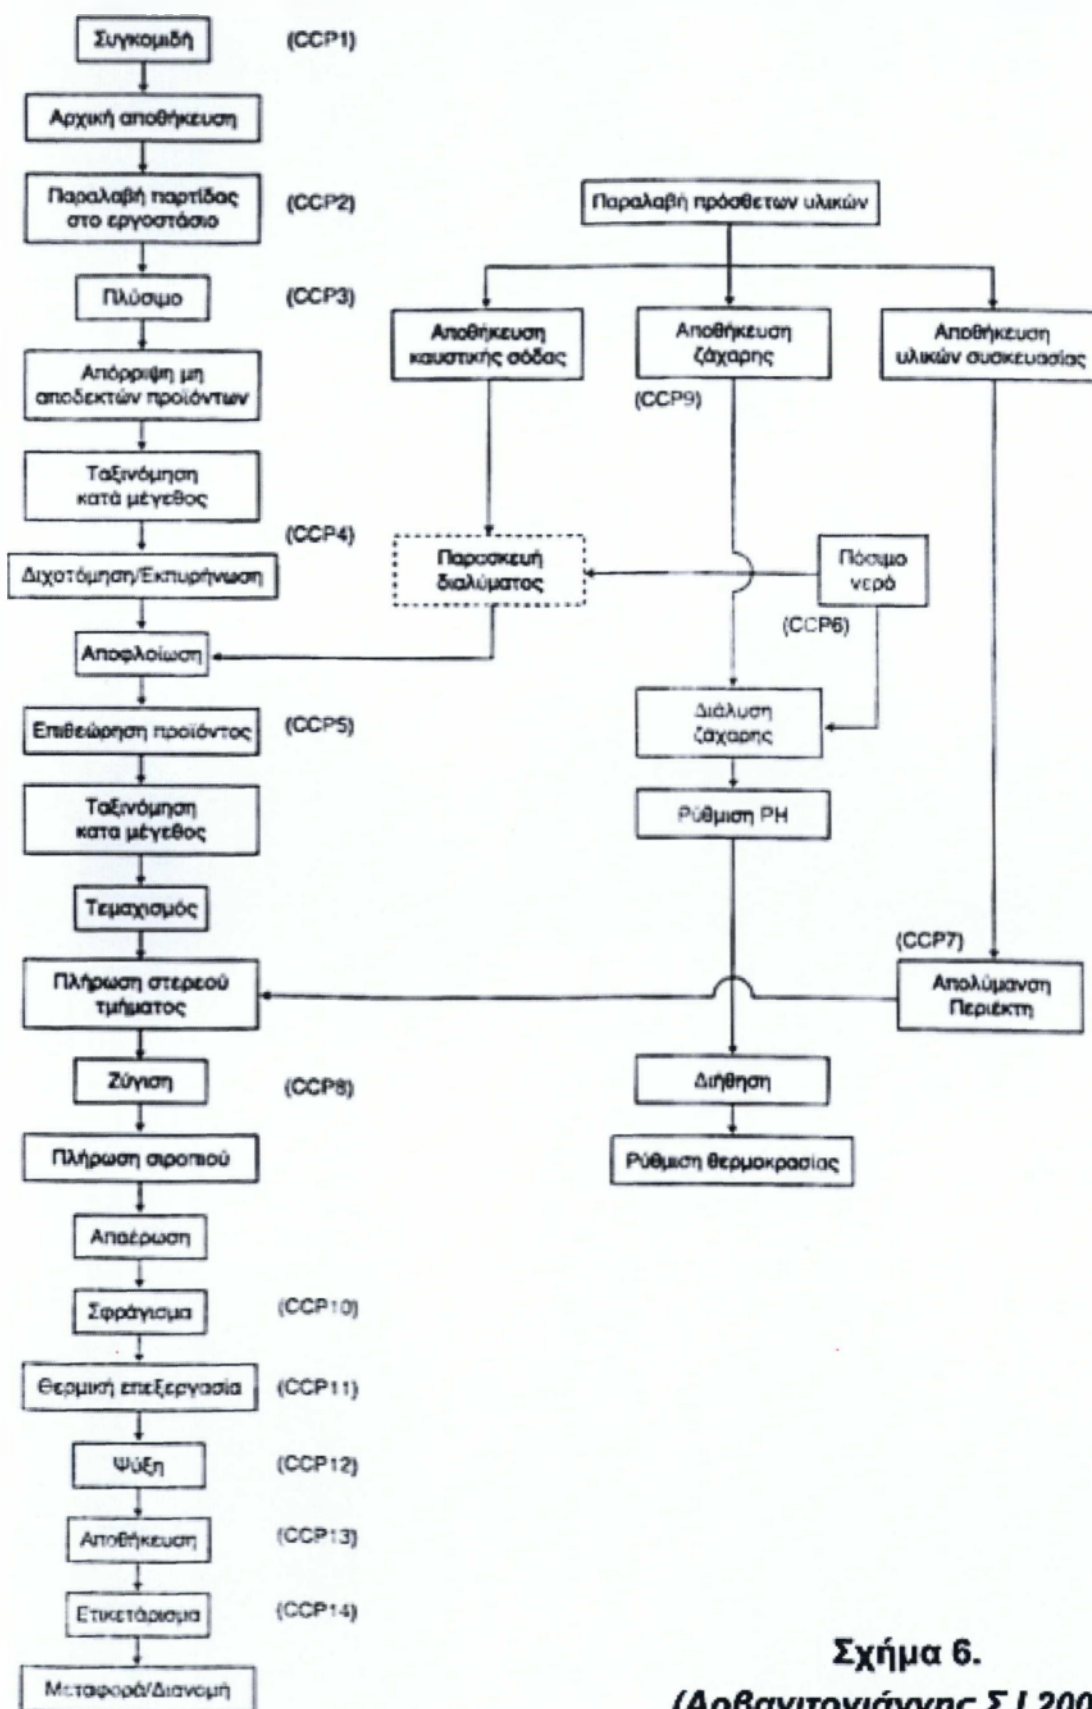 Συγκομιδή
(CCP1)
Αρχική αποθήκευση
Παραλαβή παρτίδας
στο εργοστάσιο
(CCP2)
Πλύσιμο
(CCP3)
Απόρριψη μη
αποδεκτών προϊόντων
Ταξινόμηση
κατά μέγεθος
(CCP4)
Διχοτόμηση/Εκπυρήνωση
Αποφλοίωση
Επιθεώρηση προϊόντος
(CCP5)
Ταξινόμηση
κατα μέγεθος
Τεμαχισμός
Πλήρωση στερεού
τμήματος
Ζύγιση
(CCP8)
Πλήρωση σιροπιού
Απαέρωση
Σφράγισμα
(CCP10)
Θερμική επεξεργασία
(CCP11)
Ψύξη
(CCP12)
Αποθήκευση
(CCP13)
Ετικετάρισμα
(CCP14)
Μεταφορά/Διανομή
Παραλαβή πρόσθετων υλικών
Αποθήκευση
καυστικής σόδας
Αποθήκευση
ζάχαρης
(CCP9)
Αποθήκευση
υλικών συσκευασίας
Παρασκευή
διαλύματος
Πόσιμο
νερό
(CCP6)
Διάλυση
ζάχαρης
Ρύθμιση PH
(CCP7)
Απολύμανση
Περιέκτη
Διήθηση
Ρύθμιση θερμοκρασίας
Σχήμα 6.